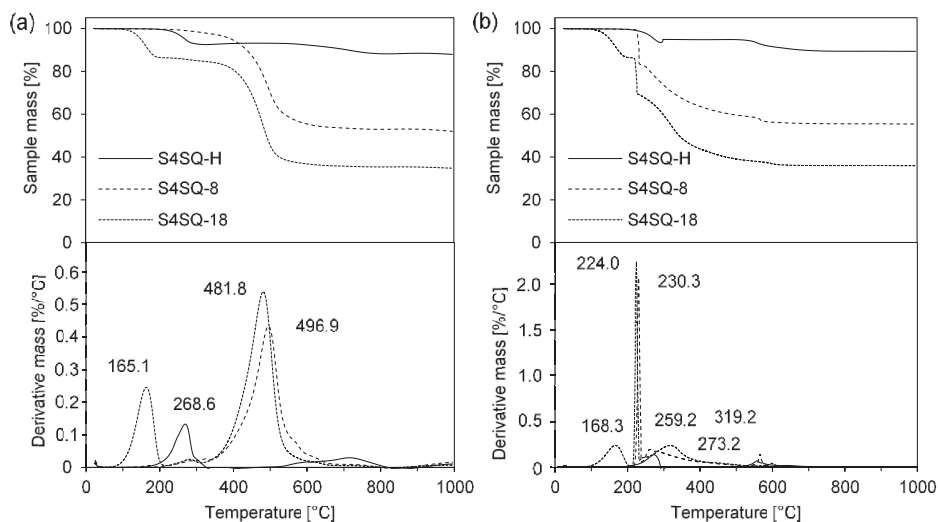 (a)
100
80
60
40
20
0
Sample mass [%]
S4SQ-H
S4SQ-8
S4SQ-18
0.6
0.5
0.4
0.3
0.2
0.1
0
Derivative mass [%/°C]
481.8
496.9
165.1
268.6
0 200 400 600 800 1000
Temperature [°C]
(b)
100
80
60
40
20
0
Sample mass [%]
S4SQ-H
S4SQ-8
S4SQ-18
2.0
1.5
1.0
0.5
0
Derivative mass [%/°C]
224.0
230.3
168.3
259.2
319.2
273.2
0 200 400 600 800 1000
Temperature [°C]